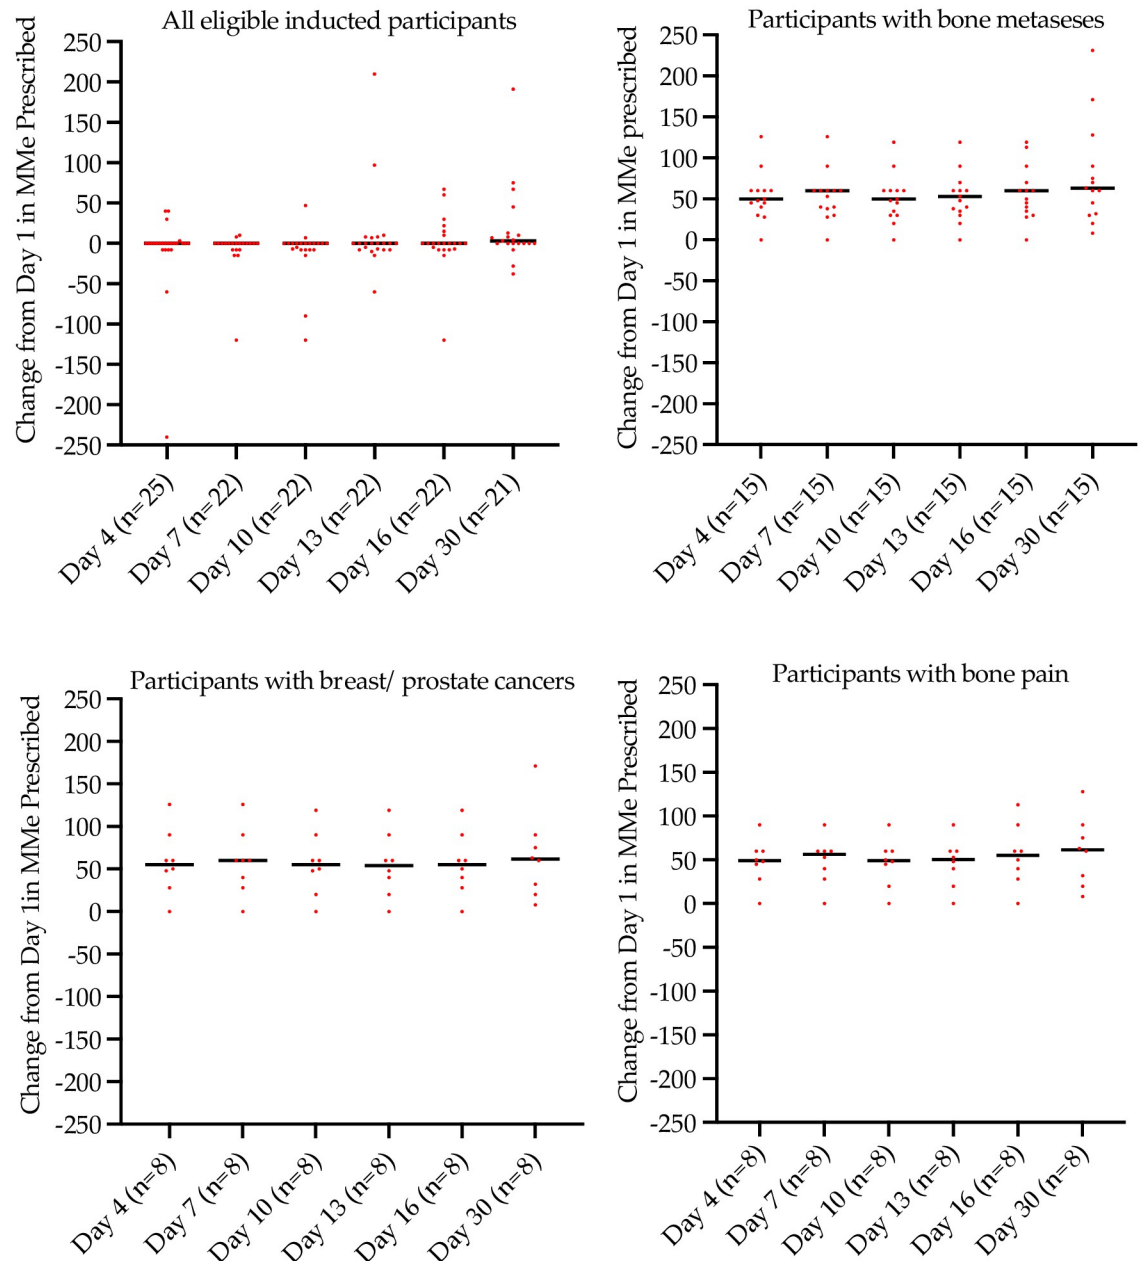 All eligible inducted participants
Change from Day 1 in MMe Prescribed
250
200
150
100
50
0
-50
-100
-150
-200
-250
Day 4 (n=25)
Day 7 (n=22)
Day 10 (n=22)
Day 13 (n=22)
Day 16 (n=22)
Day 30 (n=21)
Participants with bone metaseses
Change from Day 1 in MMe prescribed
250
200
150
100
50
0
-50
-100
-150
-200
-250
Day 4 (n=15)
Day 7 (n=15)
Day 10 (n=15)
Day 13 (n=15)
Day 16 (n=15)
Day 30 (n=15)
Participants with breast/ prostate cancers
Change from Day 1in MMe Prescribed
250
200
150
100
50
0
-50
-100
-150
-200
-250
Day 4 (n=8)
Day 7 (n=8)
Day 10 (n=8)
Day 13 (n=8)
Day 16 (n=8)
Day 30 (n=8)
Participants with bone pain
Change from Day 1 in MMe Prescribed
250
200
150
100
50
0
-50
-100
-150
-200
-250
Day 4 (n=8)
Day 7 (n=8)
Day 10 (n=8)
Day 13 (n=8)
Day 16 (n=8)
Day 30 (n=8)